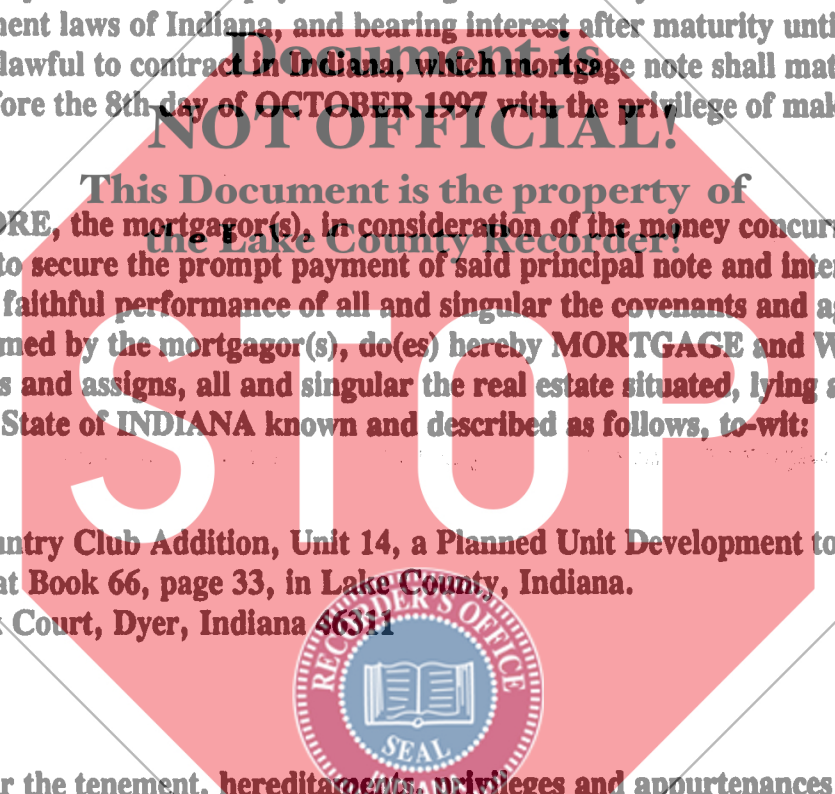 ment laws of Indiana, and bearing interest after maturity unti
Document is
lawful to contract in Indiana, which mortgage note shall mat
ore the 8th day of OCTOBER 1997 with the privilege of mak
NOT OFFICIAL!
This Document is the property of
ORE, the mortgagor(s), in consideration of the money concurr
the Lake County Recorder!
to secure the prompt payment of said principal note and inte
faithful performance of all and singular the covenants and a
med by the mortgagor(s), do(es) hereby MORTGAGE and W
s and assigns, all and singular the real estate situated, lying a
State of INDIANA known and described as follows, to-wit:
STOP
untry Club Addition, Unit 14, a Planned Unit Development to
at Book 66, page 33, in Lake County, Indiana.
Court, Dyer, Indiana 46311
RECORDER'S OFFICE
SEAL
INDIANA
r the tenement, hereditaments, privileges and appurtenances